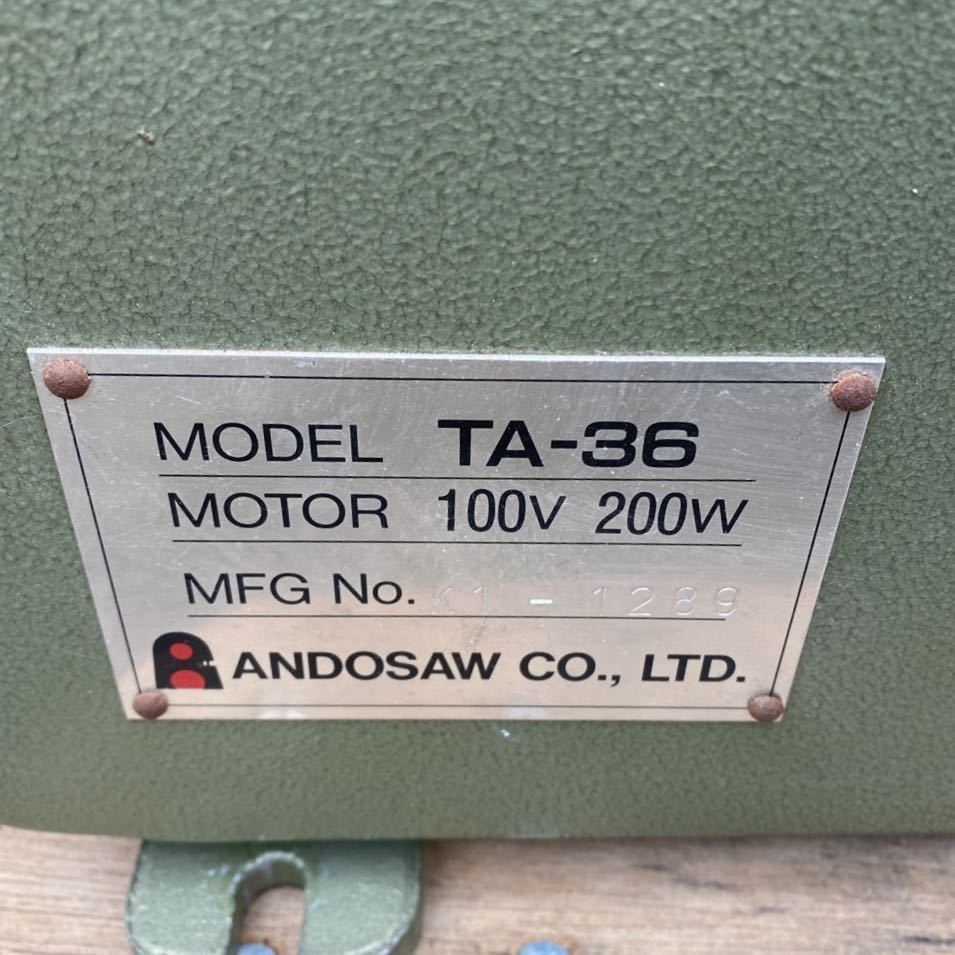 MODEL TA-36
MOTOR 100V 200W
MFG No. K1 - 1289
ANDOSAW CO., LTD.